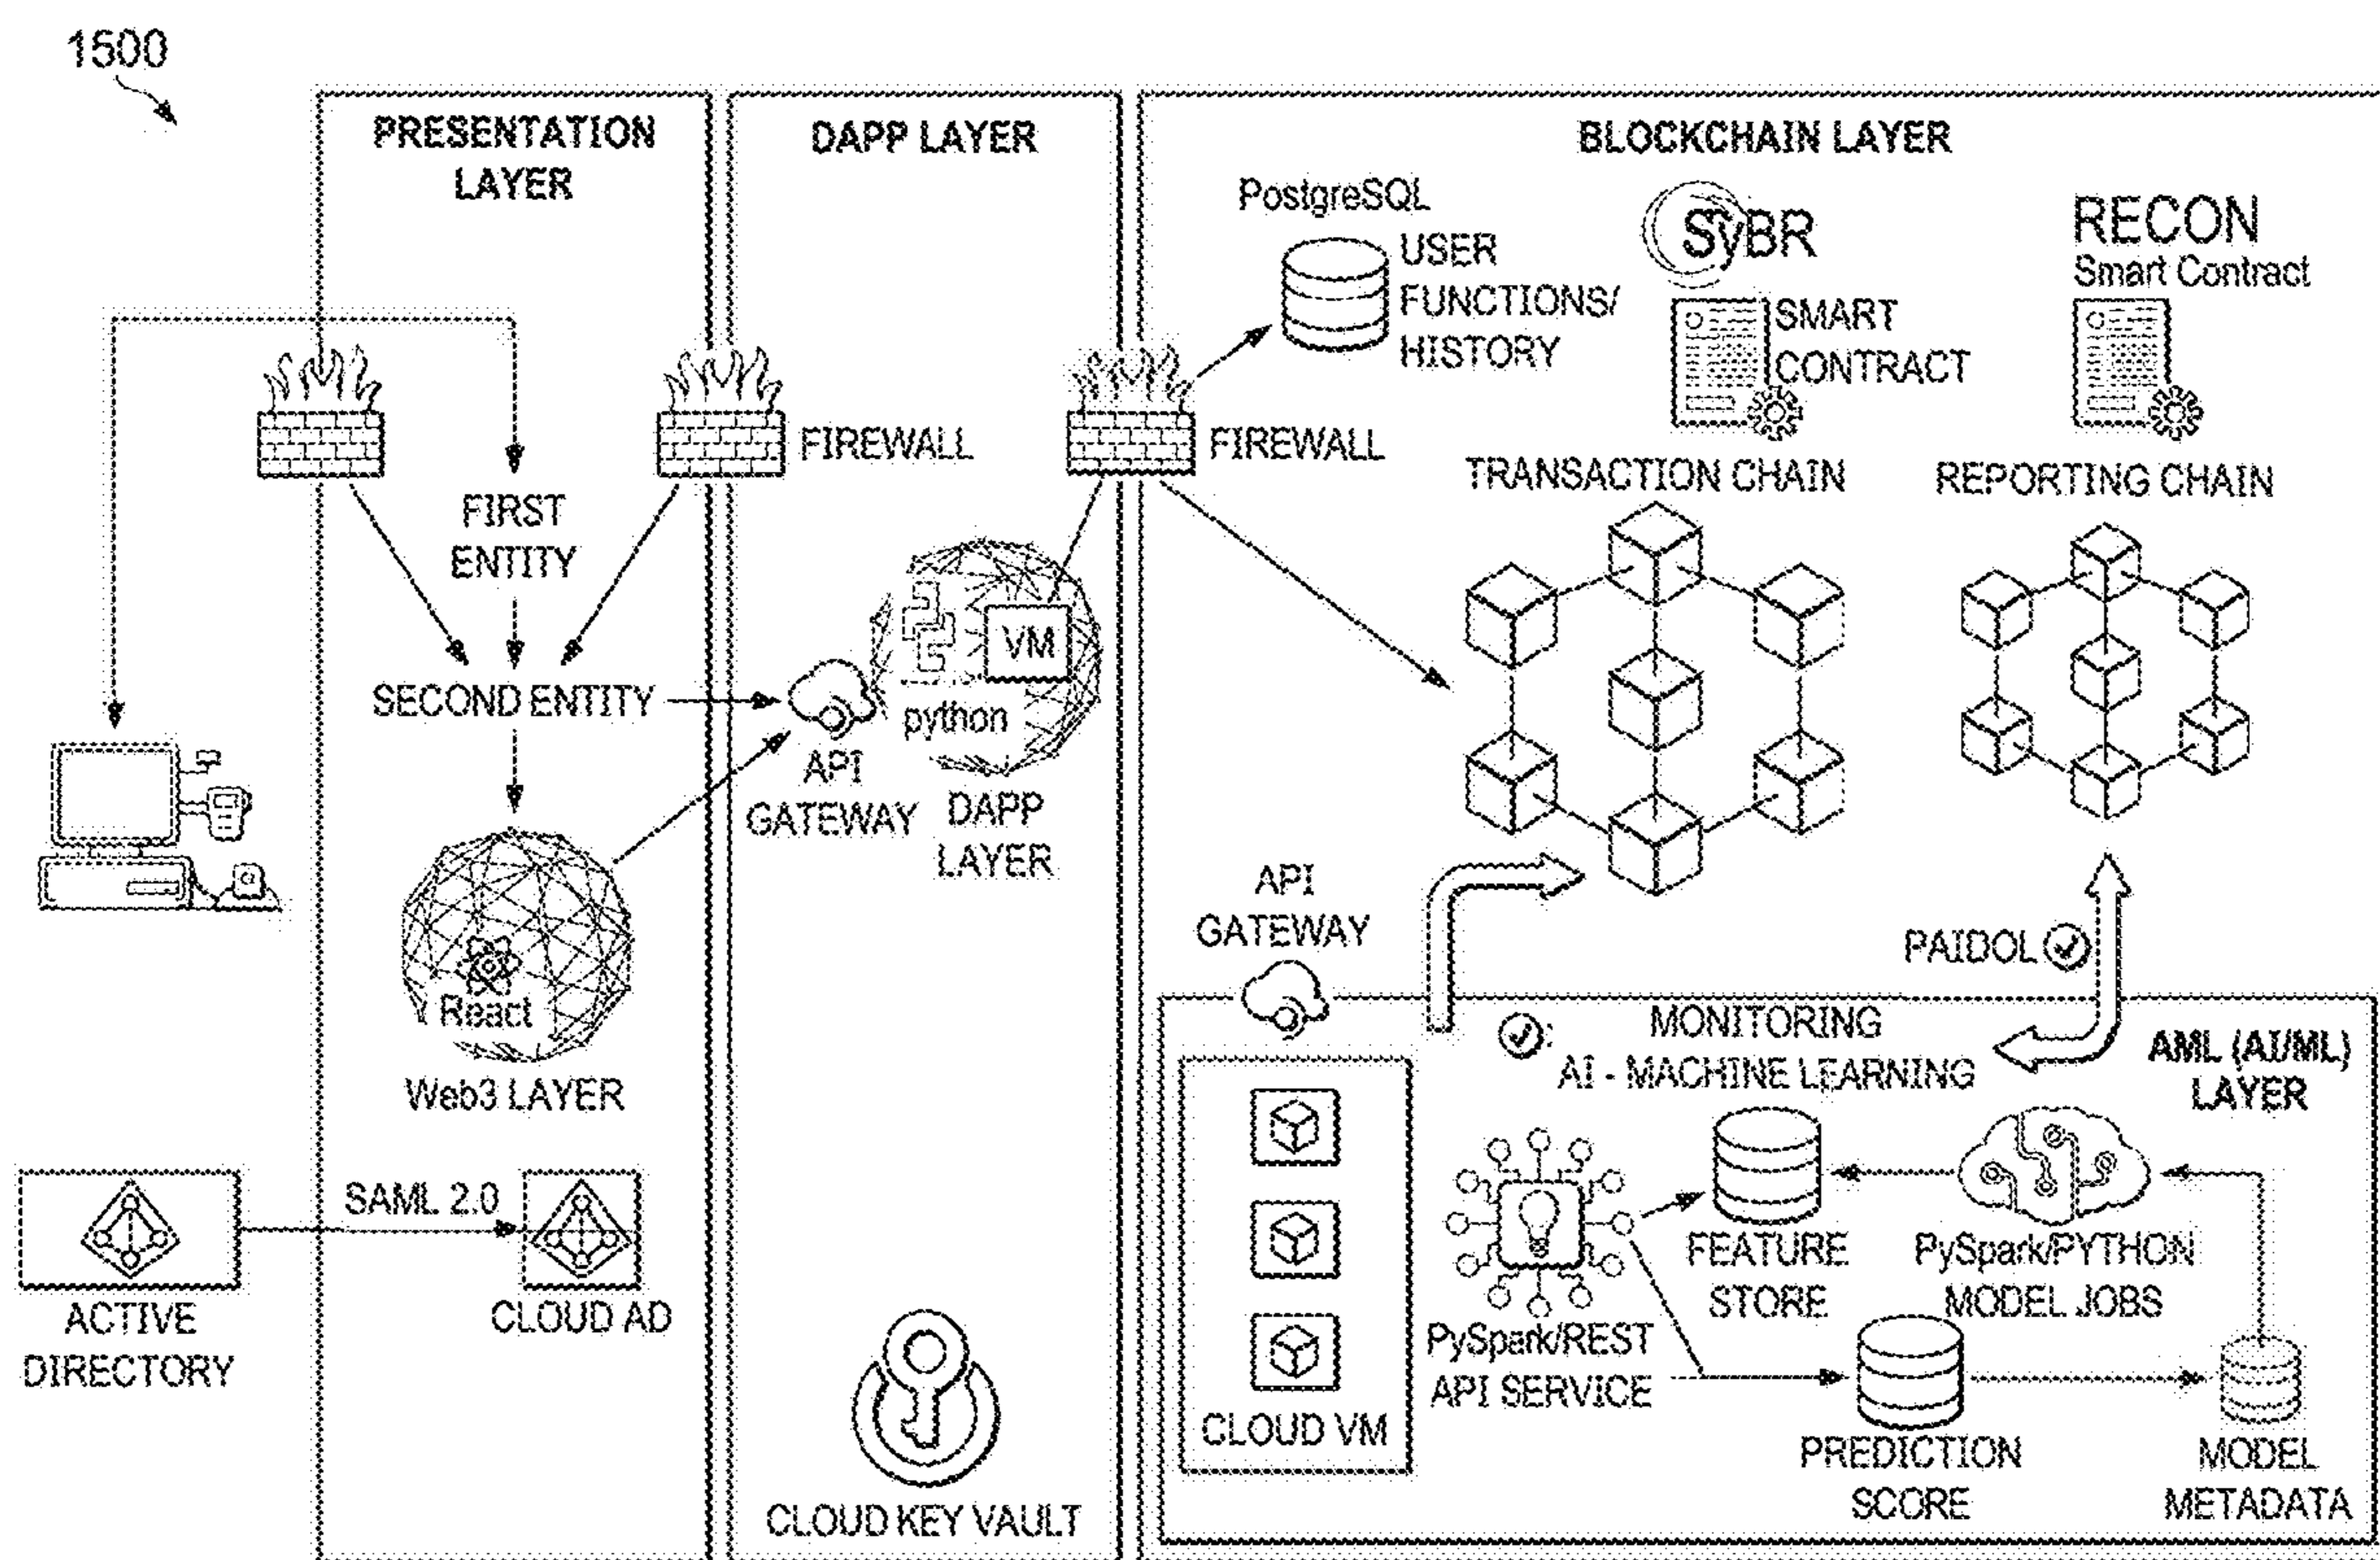 1500
PRESENTATION
LAYER
DAPP LAYER
BLOCKCHAIN LAYER
PostgreSQL
USER
FUNCTIONS/
HISTORY
SyBR
SMART
CONTRACT
RECON
Smart Contract
FIREWALL
FIREWALL
TRANSACTION CHAIN
REPORTING CHAIN
FIRST
ENTITY
SECOND ENTITY
VM
python
API
GATEWAY
DAPP
LAYER
React
Web3 LAYER
API
GATEWAY
PAIDOL
MONITORING
AI - MACHINE LEARNING
AML (AI/ML)
LAYER
SAML 2.0
ACTIVE
DIRECTORY
CLOUD AD
CLOUD KEY VAULT
CLOUD VM
PySpark/REST
API SERVICE
FEATURE
STORE
PySpark/PYTHON
MODEL JOBS
PREDICTION
SCORE
MODEL
METADATA